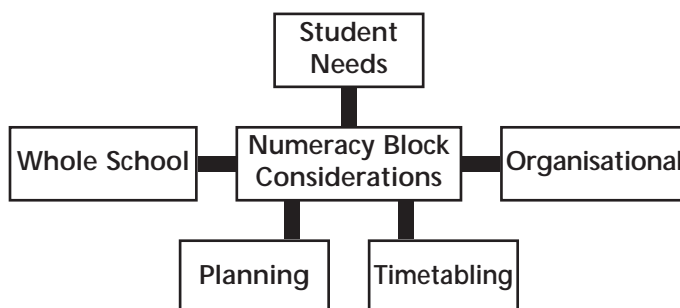 Student
Needs
Whole School
Numeracy Block
Considerations
Organisational
Planning
Timetabling